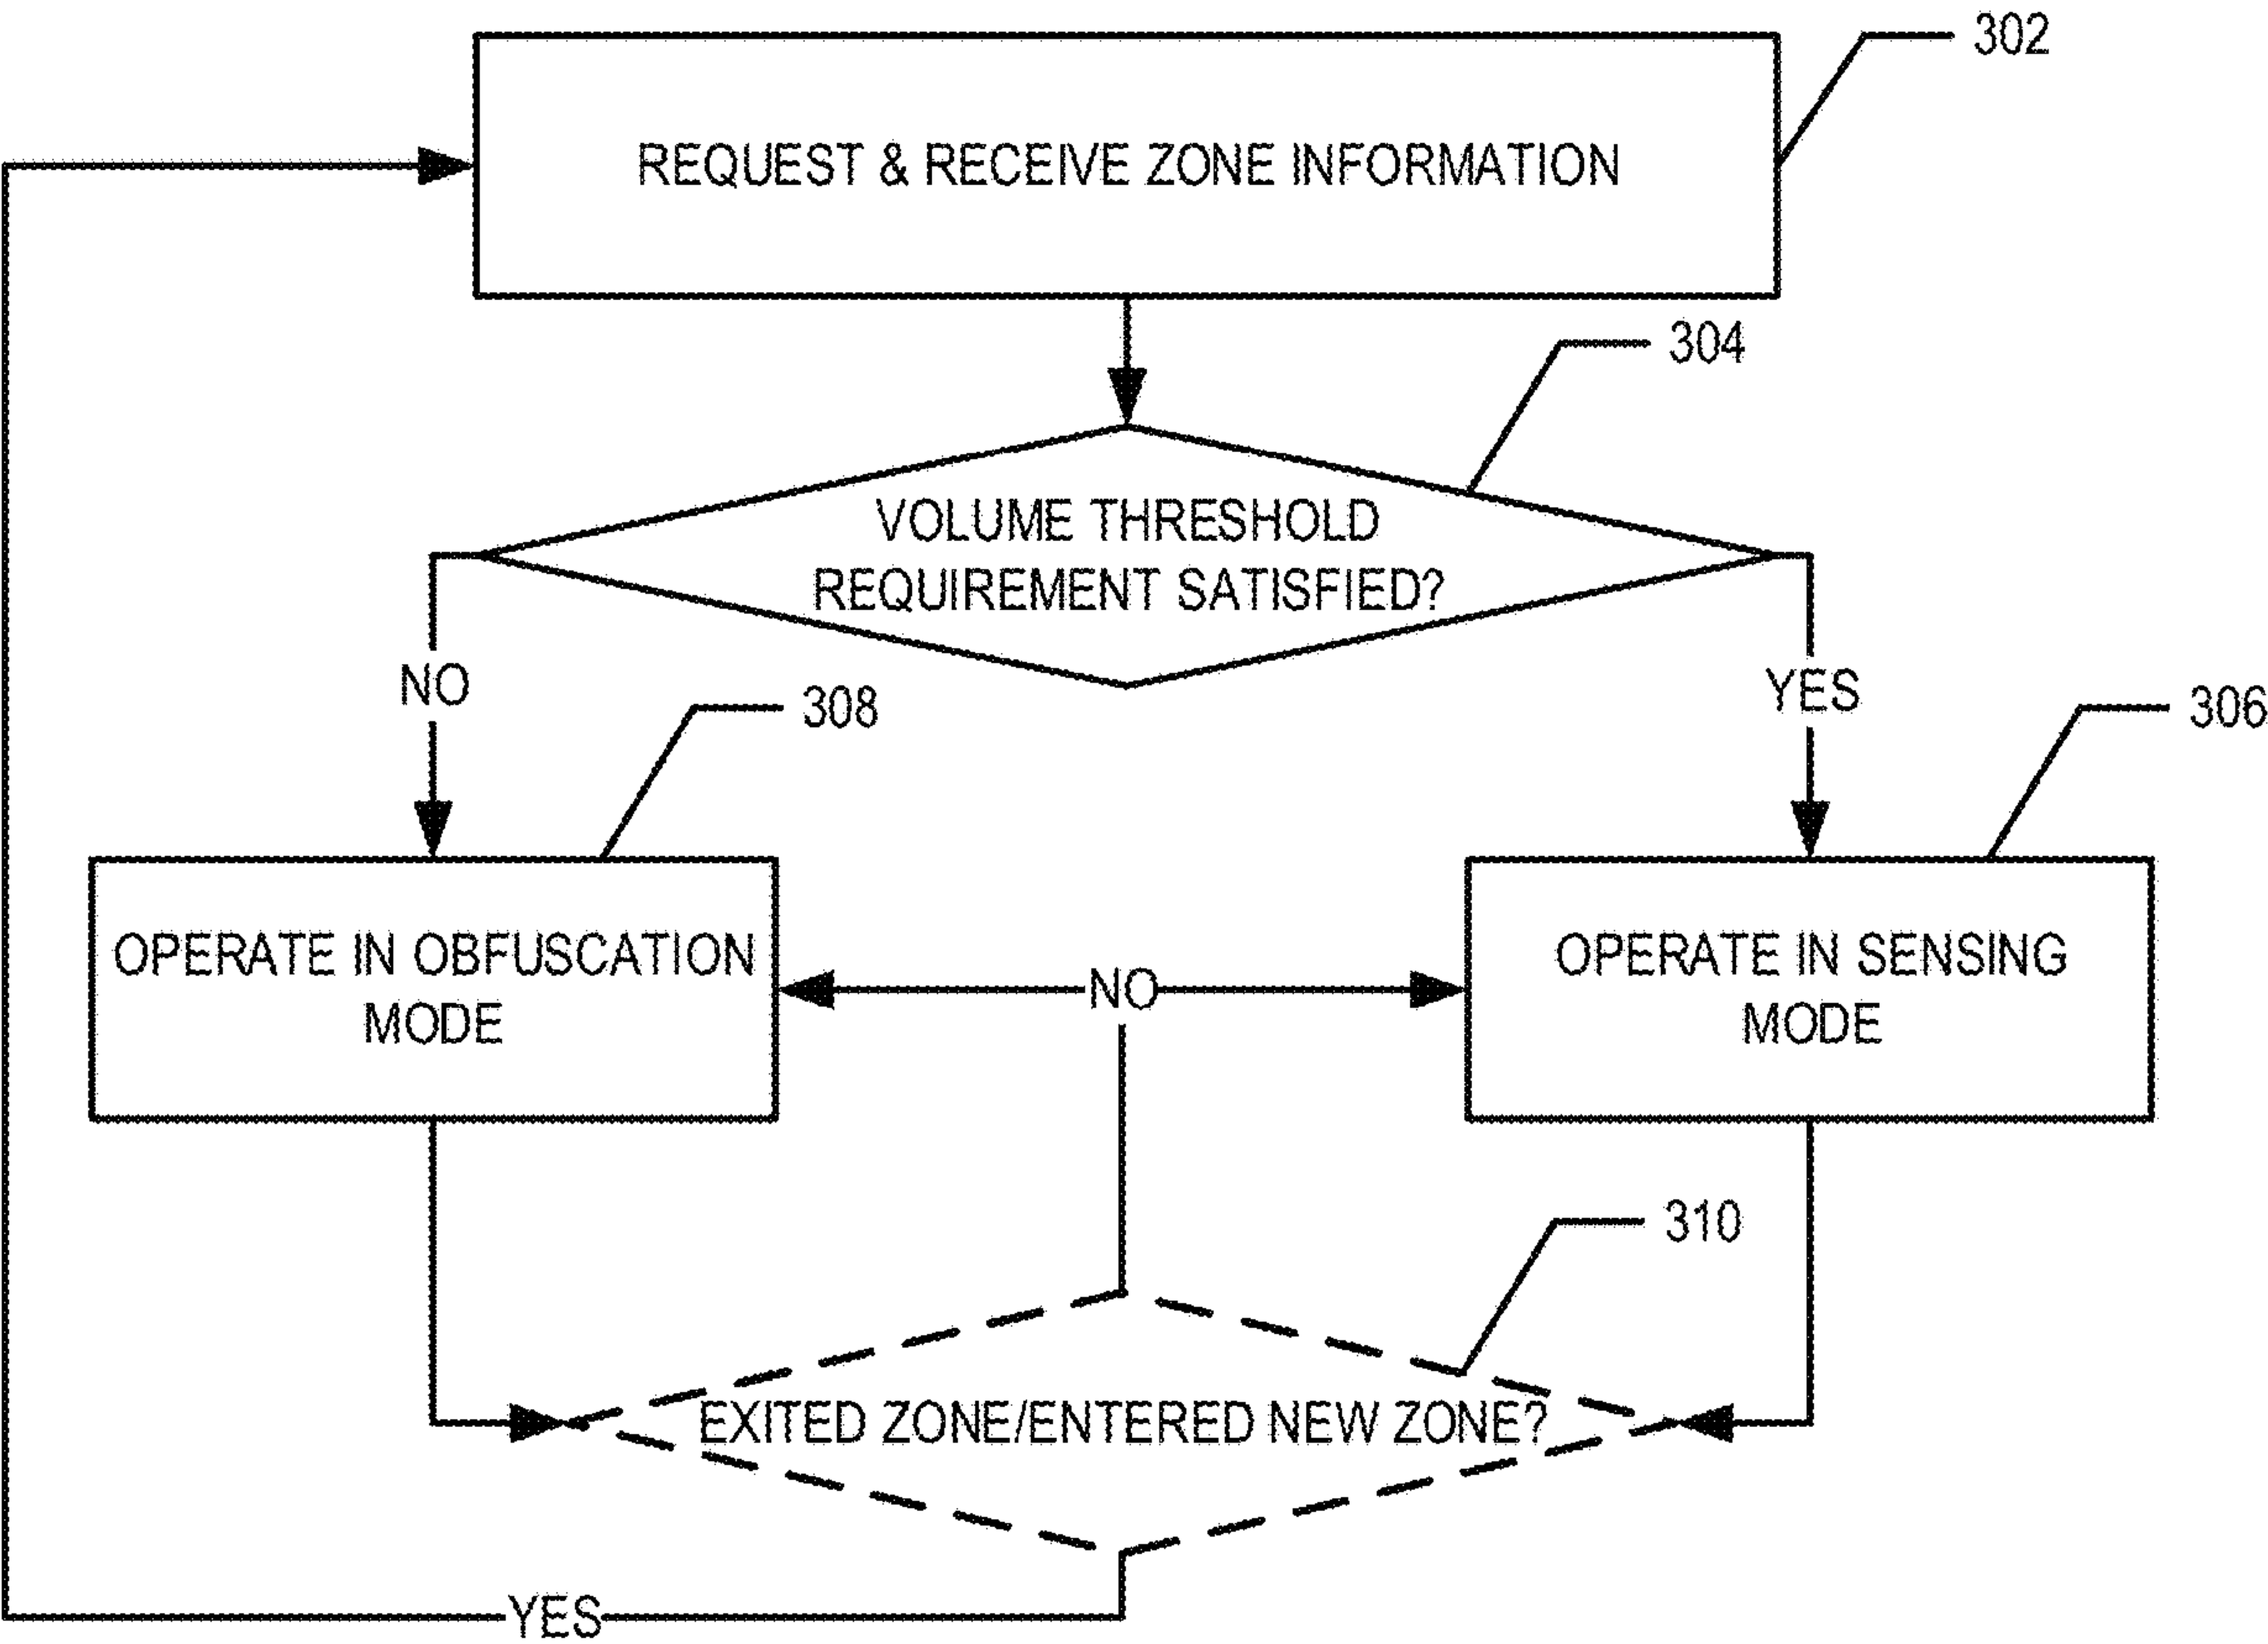 302
REQUEST & RECEIVE ZONE INFORMATION
304
VOLUME THRESHOLD
REQUIREMENT SATISFIED?
NO
YES
308
306
OPERATE IN OBFUSCATION
MODE
NO
OPERATE IN SENSING
MODE
310
EXITED ZONE/ENTERED NEW ZONE?
YES